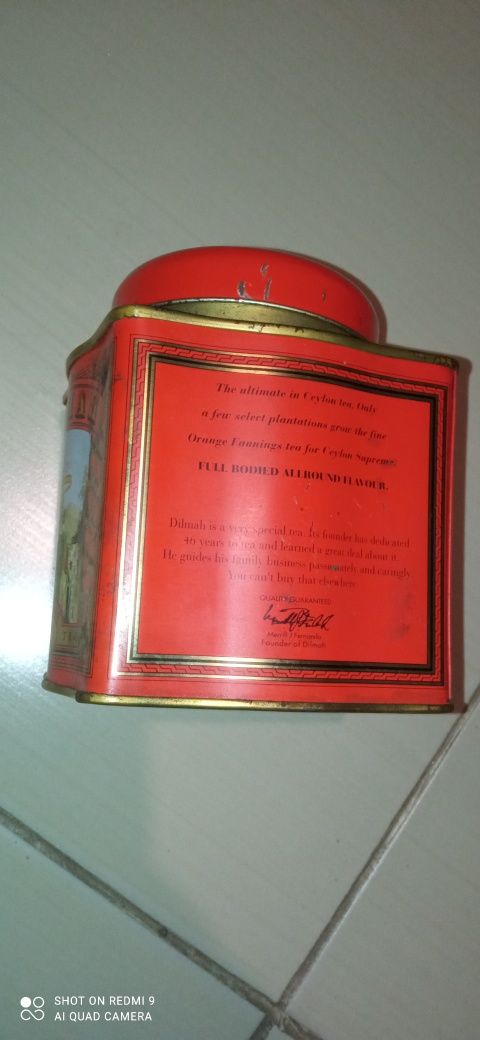 The ultimate in Ceylon tea. Only
a few select plantations grow the fine
Orange Fannings tea for Ceylon Supreme.
FULL BODIED ALLROUND FLAVOUR.
Dilmah is a very special tea. Its founder has dedicated
46 years to tea and learned a great deal about it.
He guides his family business passionately and caringly.
You can't buy that elsewhere
QUALITY GUARANTEED
Merrill J Fernando
Founder of Dilmah
SHOT ON REDMI 9
AI QUAD CAMERA